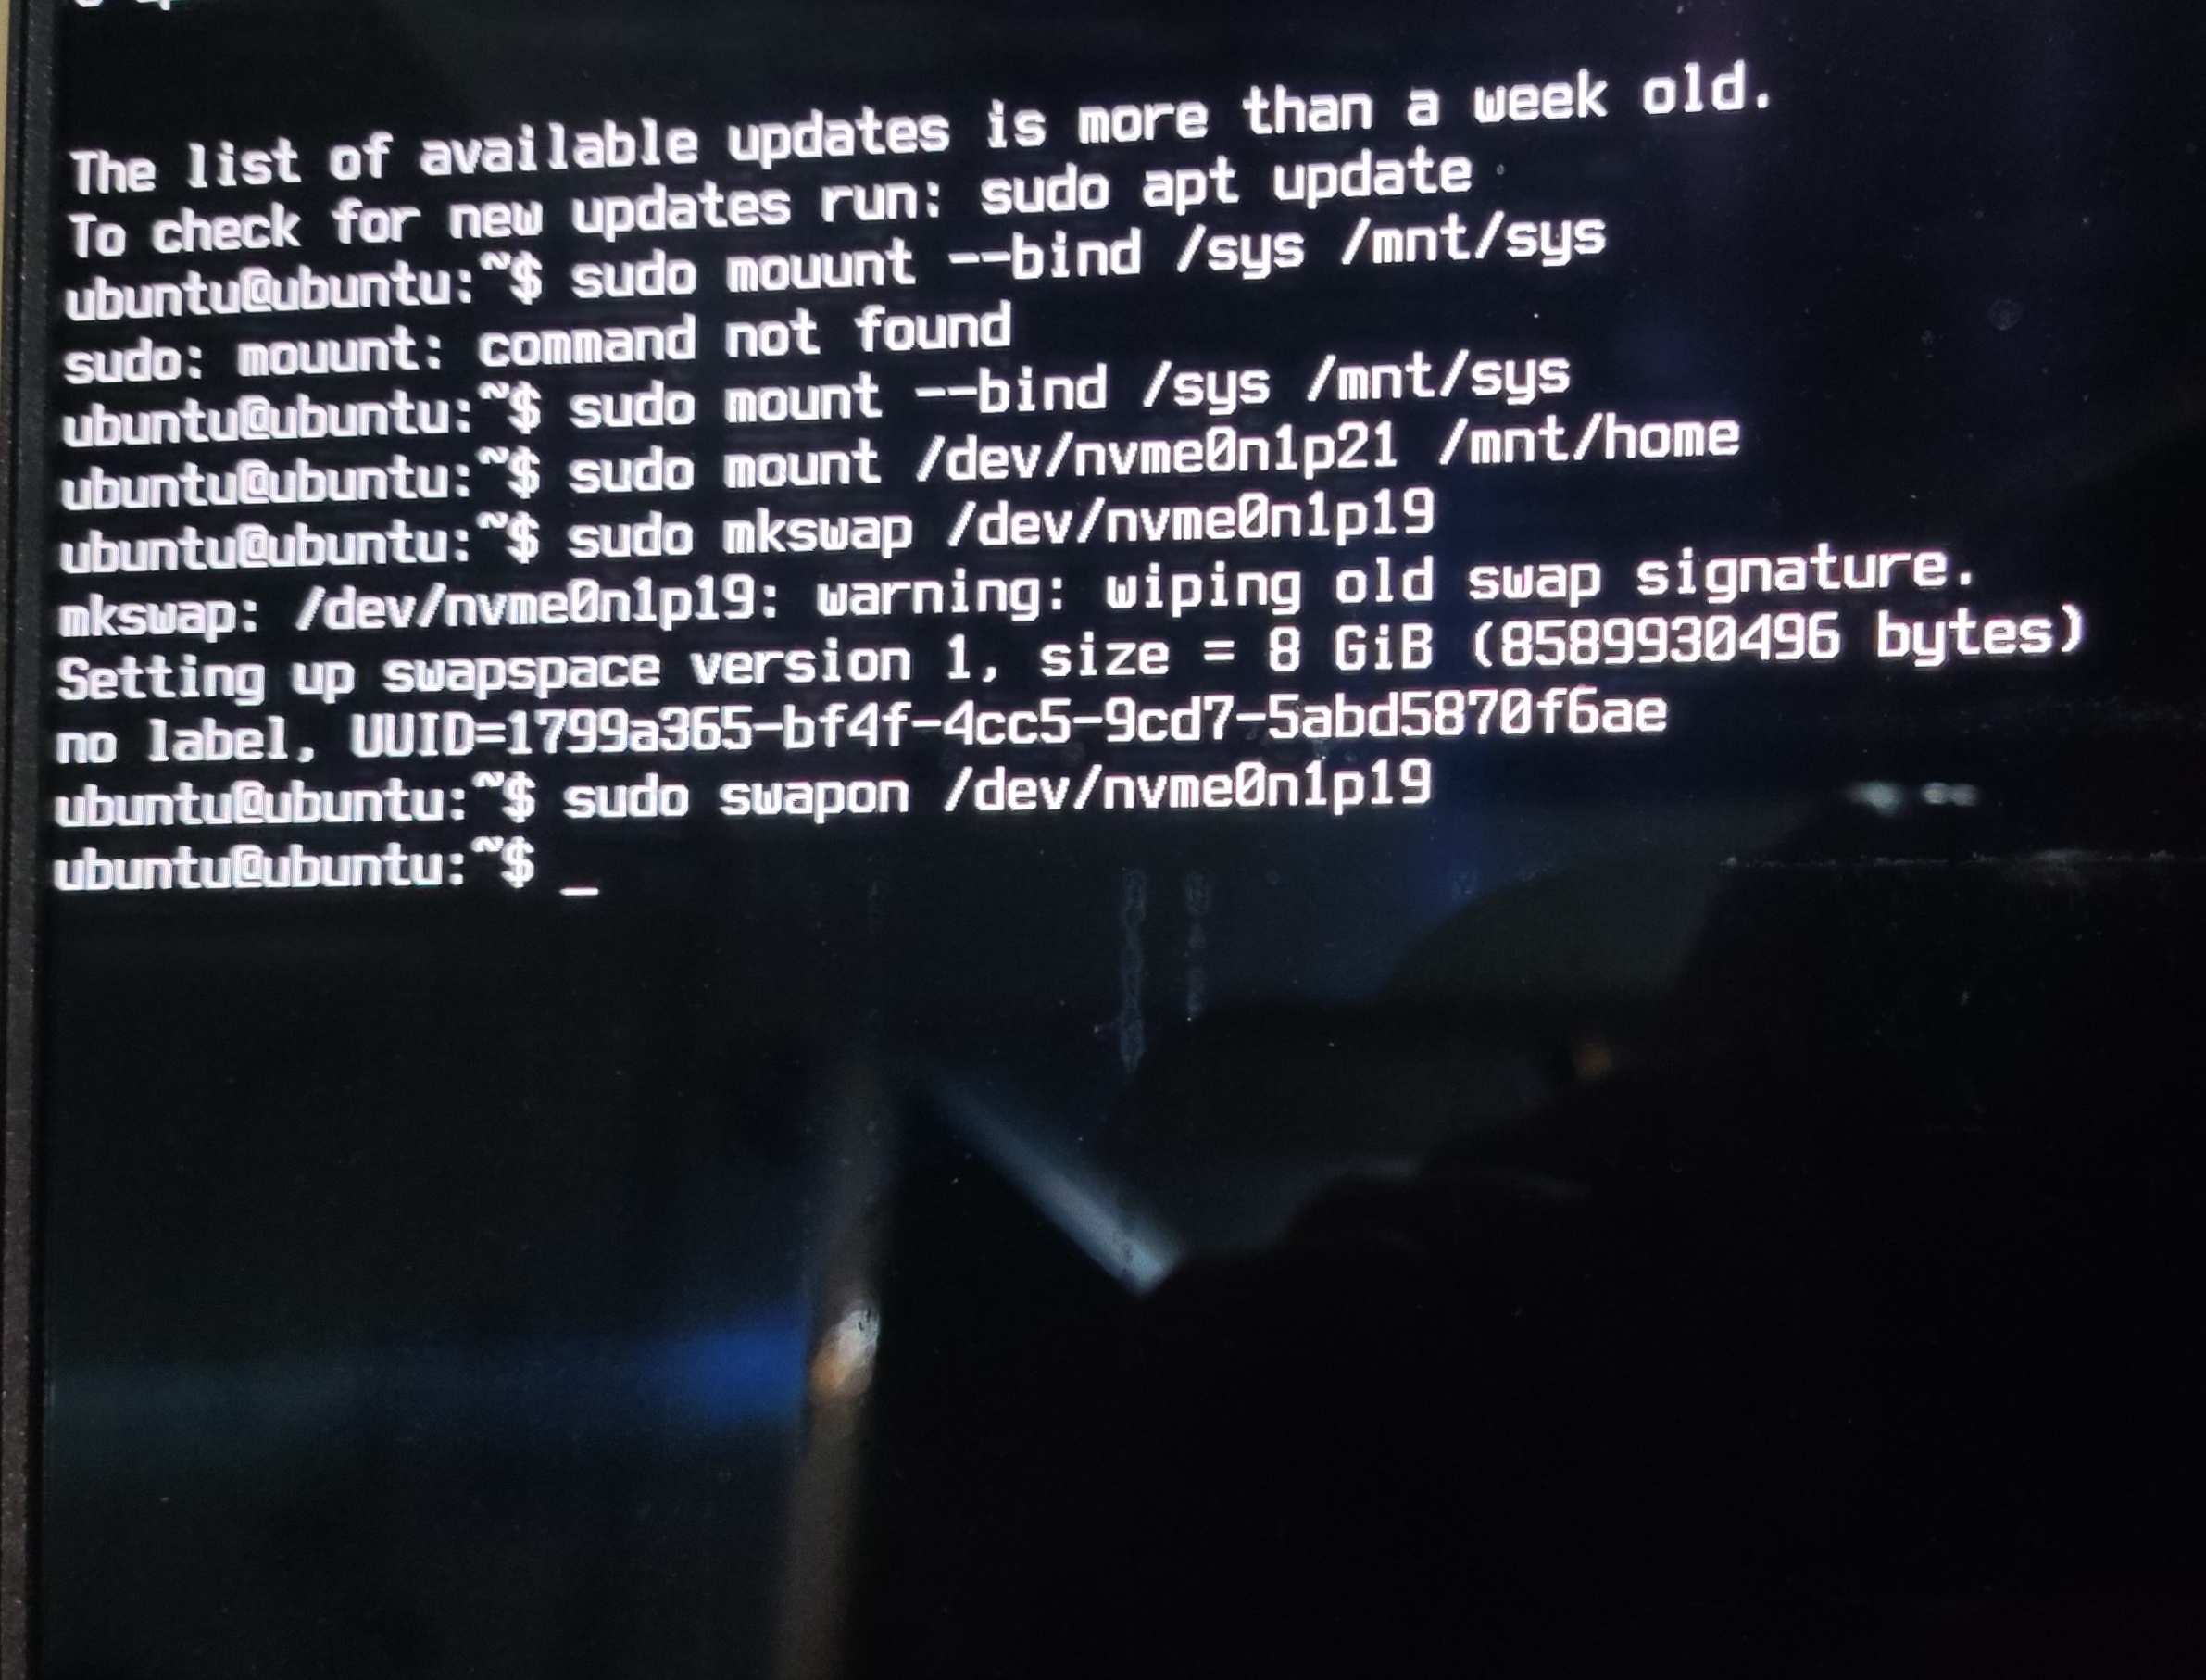 The list of available updates is more than a week old.
To check for new updates run: sudo apt update
ubuntu@ubuntu:~$ sudo mouunt --bind /sys /mnt/sys
sudo: mouunt: command not found
ubuntu@ubuntu:~$ sudo mount --bind /sys /mnt/sys
ubuntu@ubuntu:~$ sudo mount /dev/nvme0n1p21 /mnt/home
ubuntu@ubuntu:~$ sudo mkswap /dev/nvme0n1p19
mkswap: /dev/nvme0n1p19: warning: wiping old swap signature.
Setting up swapspace version 1, size = 8 GiB (8589930496 bytes)
no label, UUID=1799a365-bf4f-4cc5-9cd7-5abd5870f6ae
ubuntu@ubuntu:~$ sudo swapon /dev/nvme0n1p19
ubuntu@ubuntu:~$ _